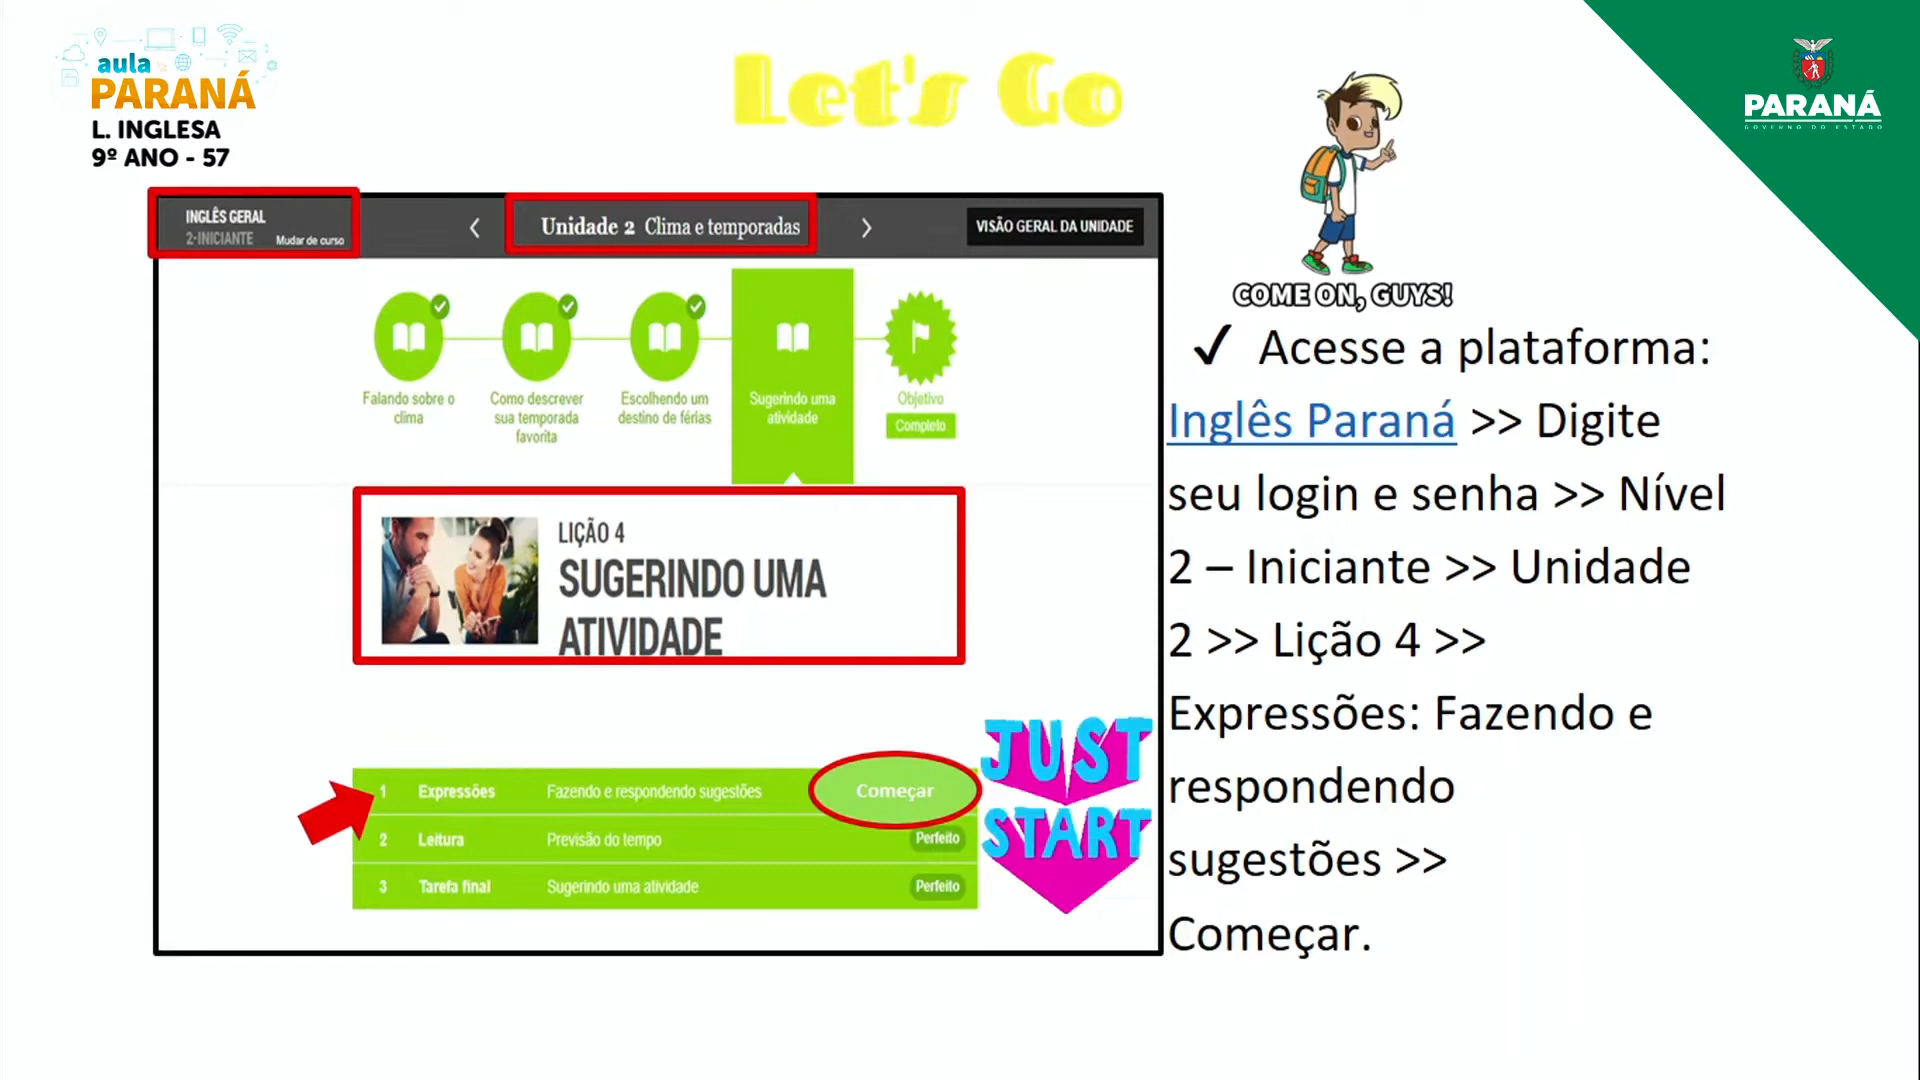 aula
PARANÁ
L. INGLESA
9º ANO - 57
Let's Go
PARANÁ
GOVERNO DO ESTADO
COME ON, GUYS!
INGLÊS GERAL
2-INICIANTE Mudar de curso
Unidade 2 Clima e temporadas
VISÃO GERAL DA UNIDADE
Falando sobre o
clima
Como descrever
sua temporada
favorita
Escolhendo um
destino de férias
Sugerindo uma
atividade
Objetivo
Completo
LIÇÃO 4
SUGERINDO UMA
ATIVIDADE
1 Expressões Fazendo e respondendo sugestões Começar
2 Leitura Previsão do tempo Perfeito
3 Tarefa final Sugerindo uma atividade Perfeito
JUST
START
✓ Acesse a plataforma:
Inglês Paraná >> Digite
seu login e senha >> Nível
2 – Iniciante >> Unidade
2 >> Lição 4 >>
Expressões: Fazendo e
respondendo
sugestões >>
Começar.